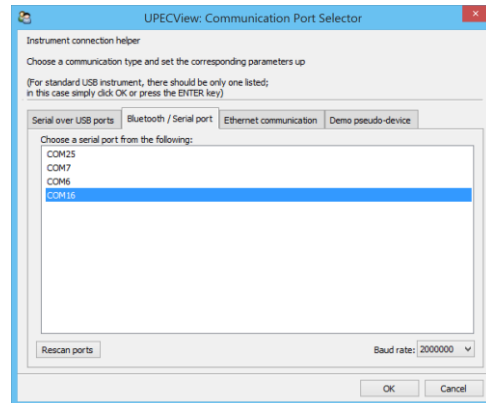 UPECView: Communication Port Selector
Instrument connection helper
Choose a communication type and set the corresponding parameters up
(For standard USB instrument, there should be only one listed;
in this case simply click OK or press the ENTER key)
Serial over USB ports Bluetooth / Serial port Ethernet communication Demo pseudo-device
Choose a serial port from the following:
COM25
COM7
COM6
COM16
Rescan ports Baud rate: 2000000
OK Cancel